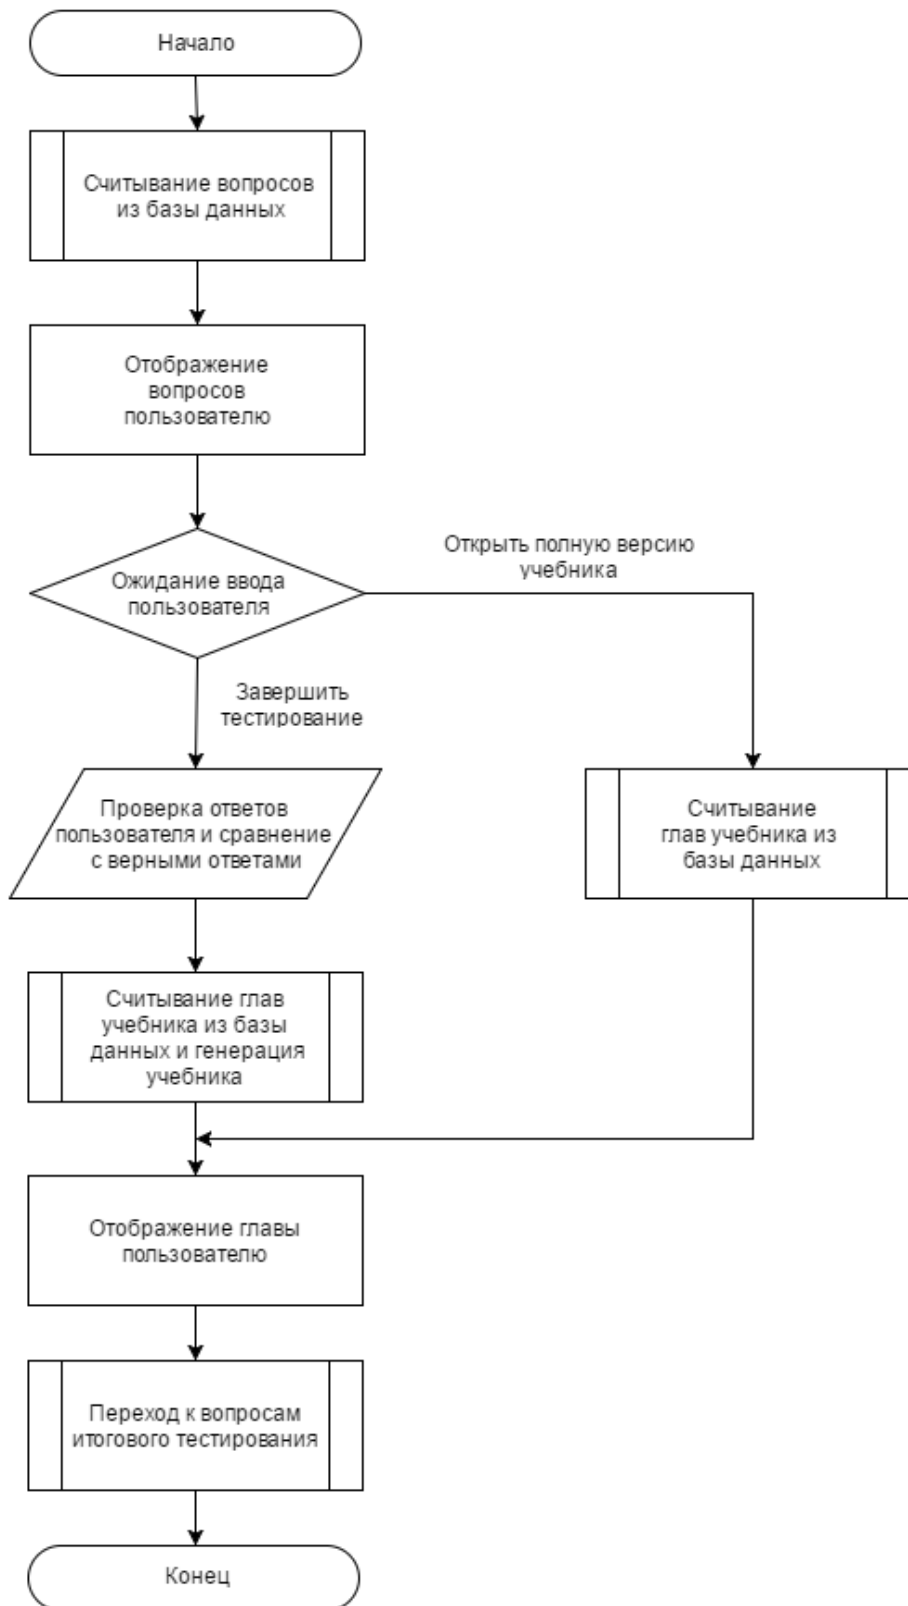 Начало
Считывание вопросов
из базы данных
Отображение
вопросов
пользователю
Ожидание ввода
пользователя
Открыть полную версию
учебника
Завершить
тестирование
Проверка ответов
пользователя и сравнение
с верными ответами
Считывание
глав учебника из
базы данных
Считывание глав
учебника из базы
данных и генерация
учебника
Отображение главы
пользователю
Переход к вопросам
итогового тестирования
Конец